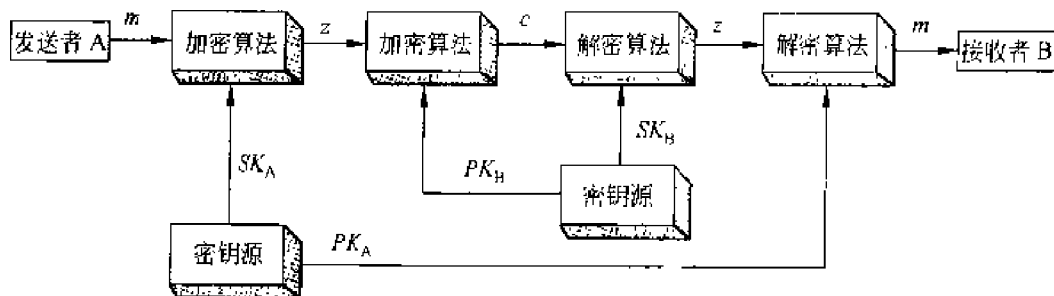 发送者 A
m
加密算法
z
加密算法
c
解密算法
z
解密算法
m
接收者 B
SK_A
PK_B
SK_B
密钥源
密钥源
PK_A